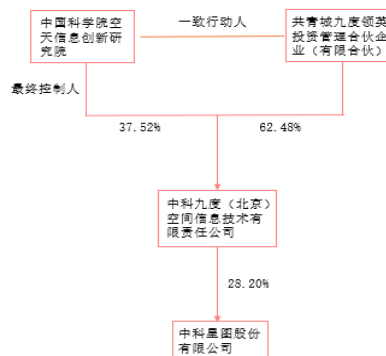 中国科学院空
天信息创新研
究院
一致行动人
共青城九度领英
投资管理合伙企
业（有限合伙）
最终控制人
37.52%
62.48%
中科九度（北京）
空间信息技术有
限责任公司
28.20%
中科星图股份
有限公司